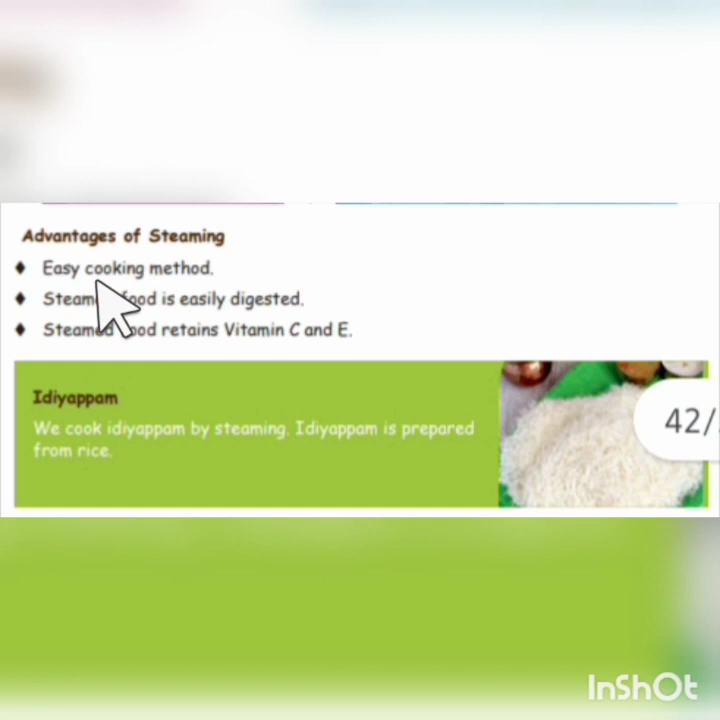 Advantages of Steaming
♦ Easy cooking method.
♦ Steam food is easily digested.
♦ Steamed food retains Vitamin C and E.
Idiyappam
We cook idiyappam by steaming. Idiyappam is prepared
from rice.
42/
InShOt